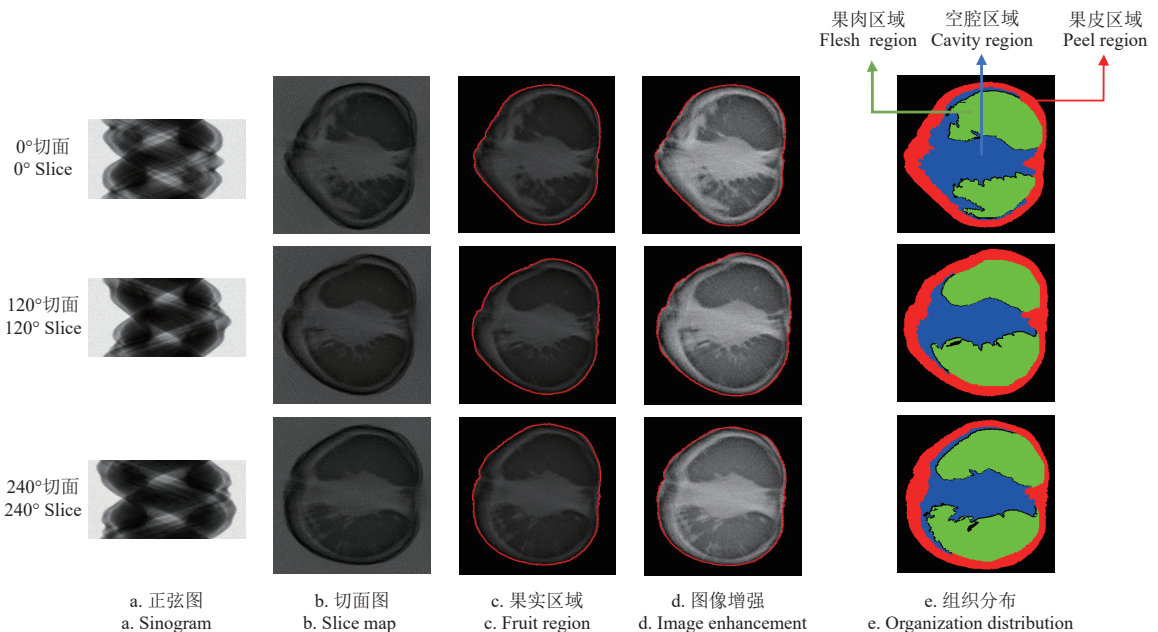 果肉区域
Flesh region
空腔区域
Cavity region
果皮区域
Peel region
0°切面
0° Slice
120°切面
120° Slice
240°切面
240° Slice
a. 正弦图
a. Sinogram
b. 切面图
b. Slice map
c. 果实区域
c. Fruit region
d. 图像增强
d. Image enhancement
e. 组织分布
e. Organization distribution